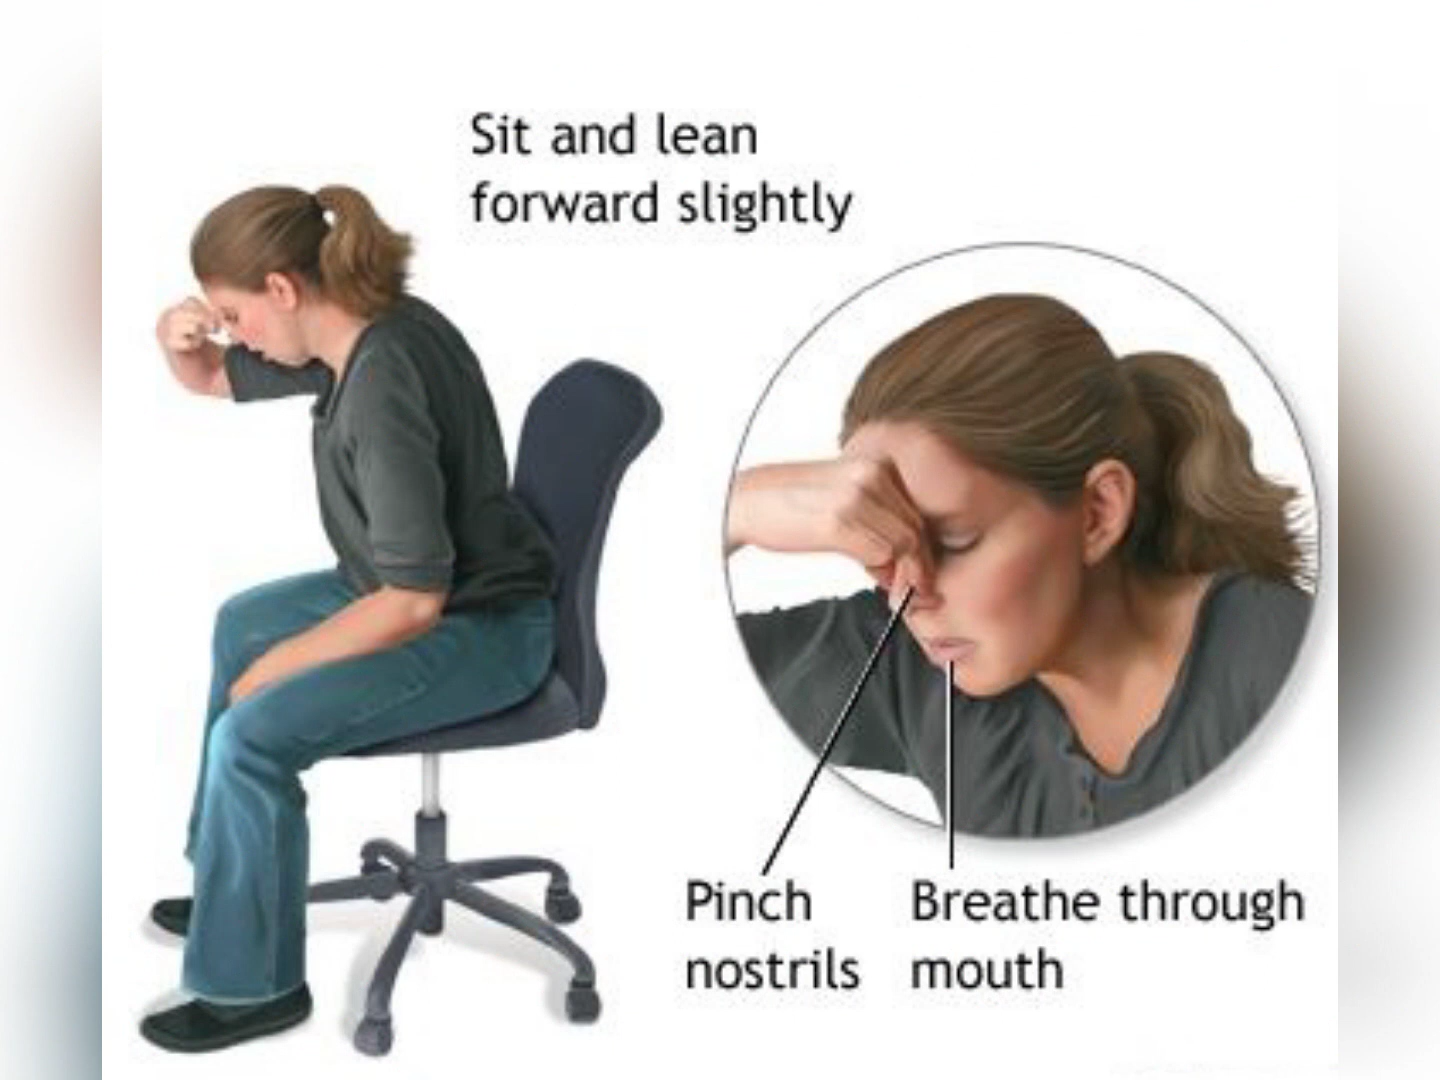 Sit and lean
forward slightly
Pinch
nostrils
Breathe through
mouth